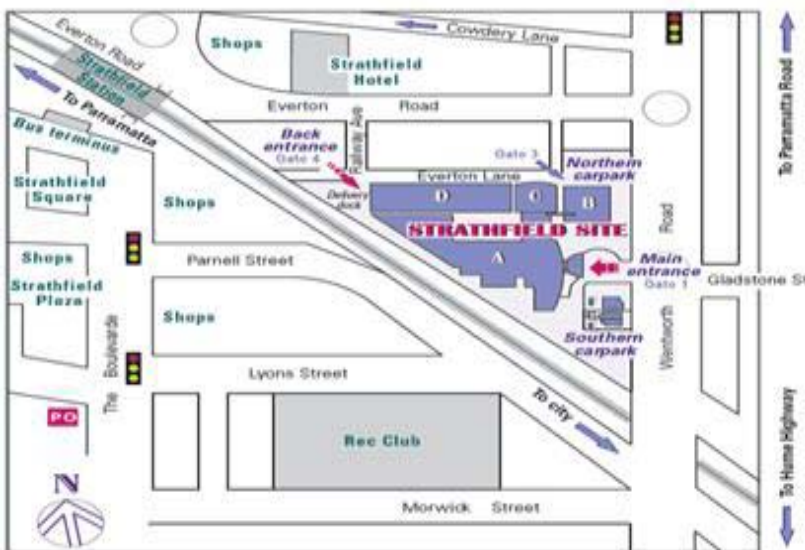 Cowdery Lane
Everton Road
Strathfield
Station
Shops
Strathfield
Hotel
To Parramatta Road
To Parramatta
Everton Road
Bus terminus
Back
entrance
Gate 4
Railway Ave
Gate 3
Northern
carpark
Everton Lane
Delivery
dock
D
C
B
Strathfield
Square
Shops
STRATHFIELD SITE
Road
Main
entrance
Gate 1
Gladstone St
A
Shops
Strathfield
Plaza
Parnell Street
Shops
Southern
carpark
Wentworth
The Boulevarde
Lyons Street
To city
PO
Rec Club
To Hume Highway
N
Morwick Street